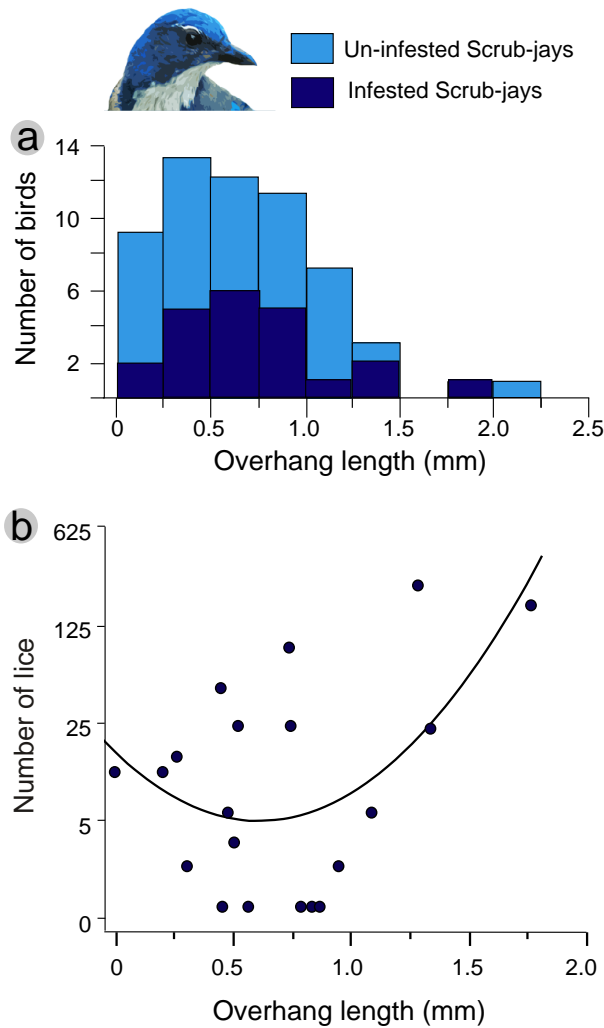 Un-infested Scrub-jays
Infested Scrub-jays
a
14
10
6
2
Number of birds
0 0.5 1.0 1.5 2.0 2.5
Overhang length (mm)
b
625
125
25
5
0
Number of lice
0 0.5 1.0 1.5 2.0
Overhang length (mm)